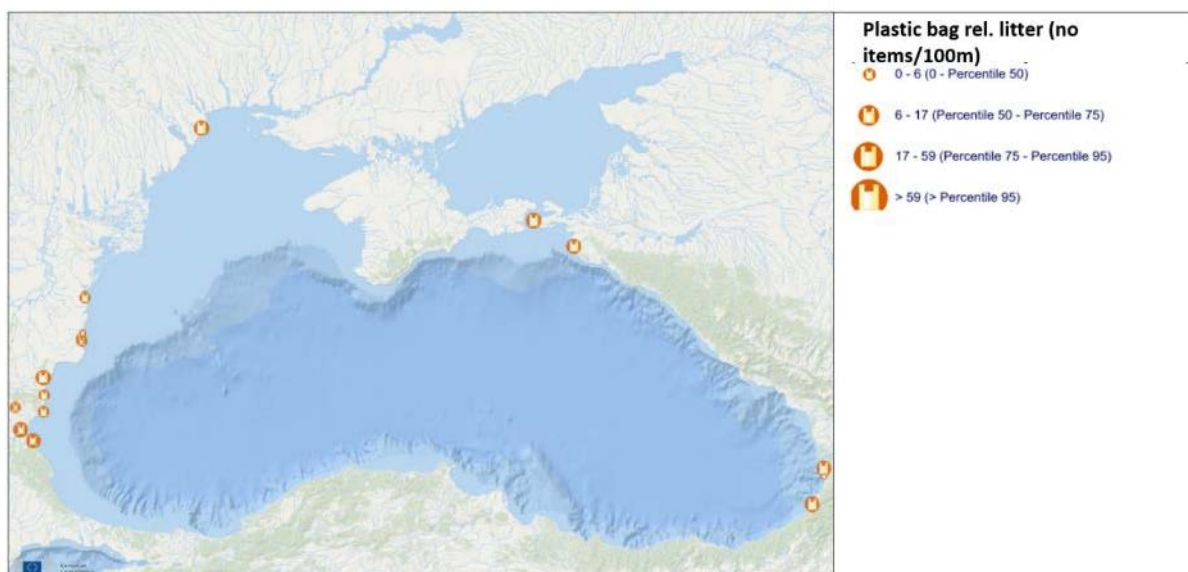 Plastic bag rel. litter (no
items/100m)
0 - 6 (0 - Percentile 50)
6 - 17 (Percentile 50 - Percentile 75)
17 - 59 (Percentile 75 - Percentile 95)
> 59 (> Percentile 95)